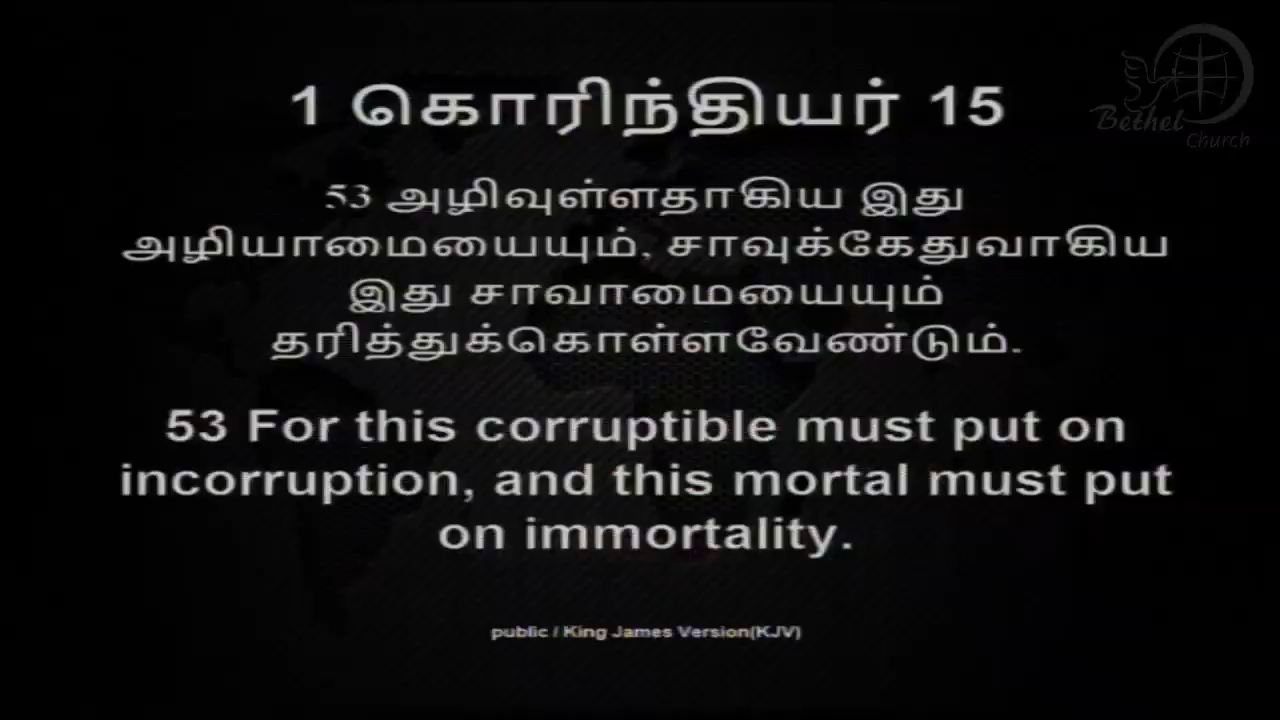 Bethel
Church
1 கொரிந்தியர் 15
53 அழிவுள்ளதாகிய இது
அழியாமையையும், சாவுக்கேதுவாகிய
இது சாவாமையையும்
தரித்துக்கொள்ளவேண்டும்.
53 For this corruptible must put on
incorruption, and this mortal must put
on immortality.
public / King James Version(KJV)